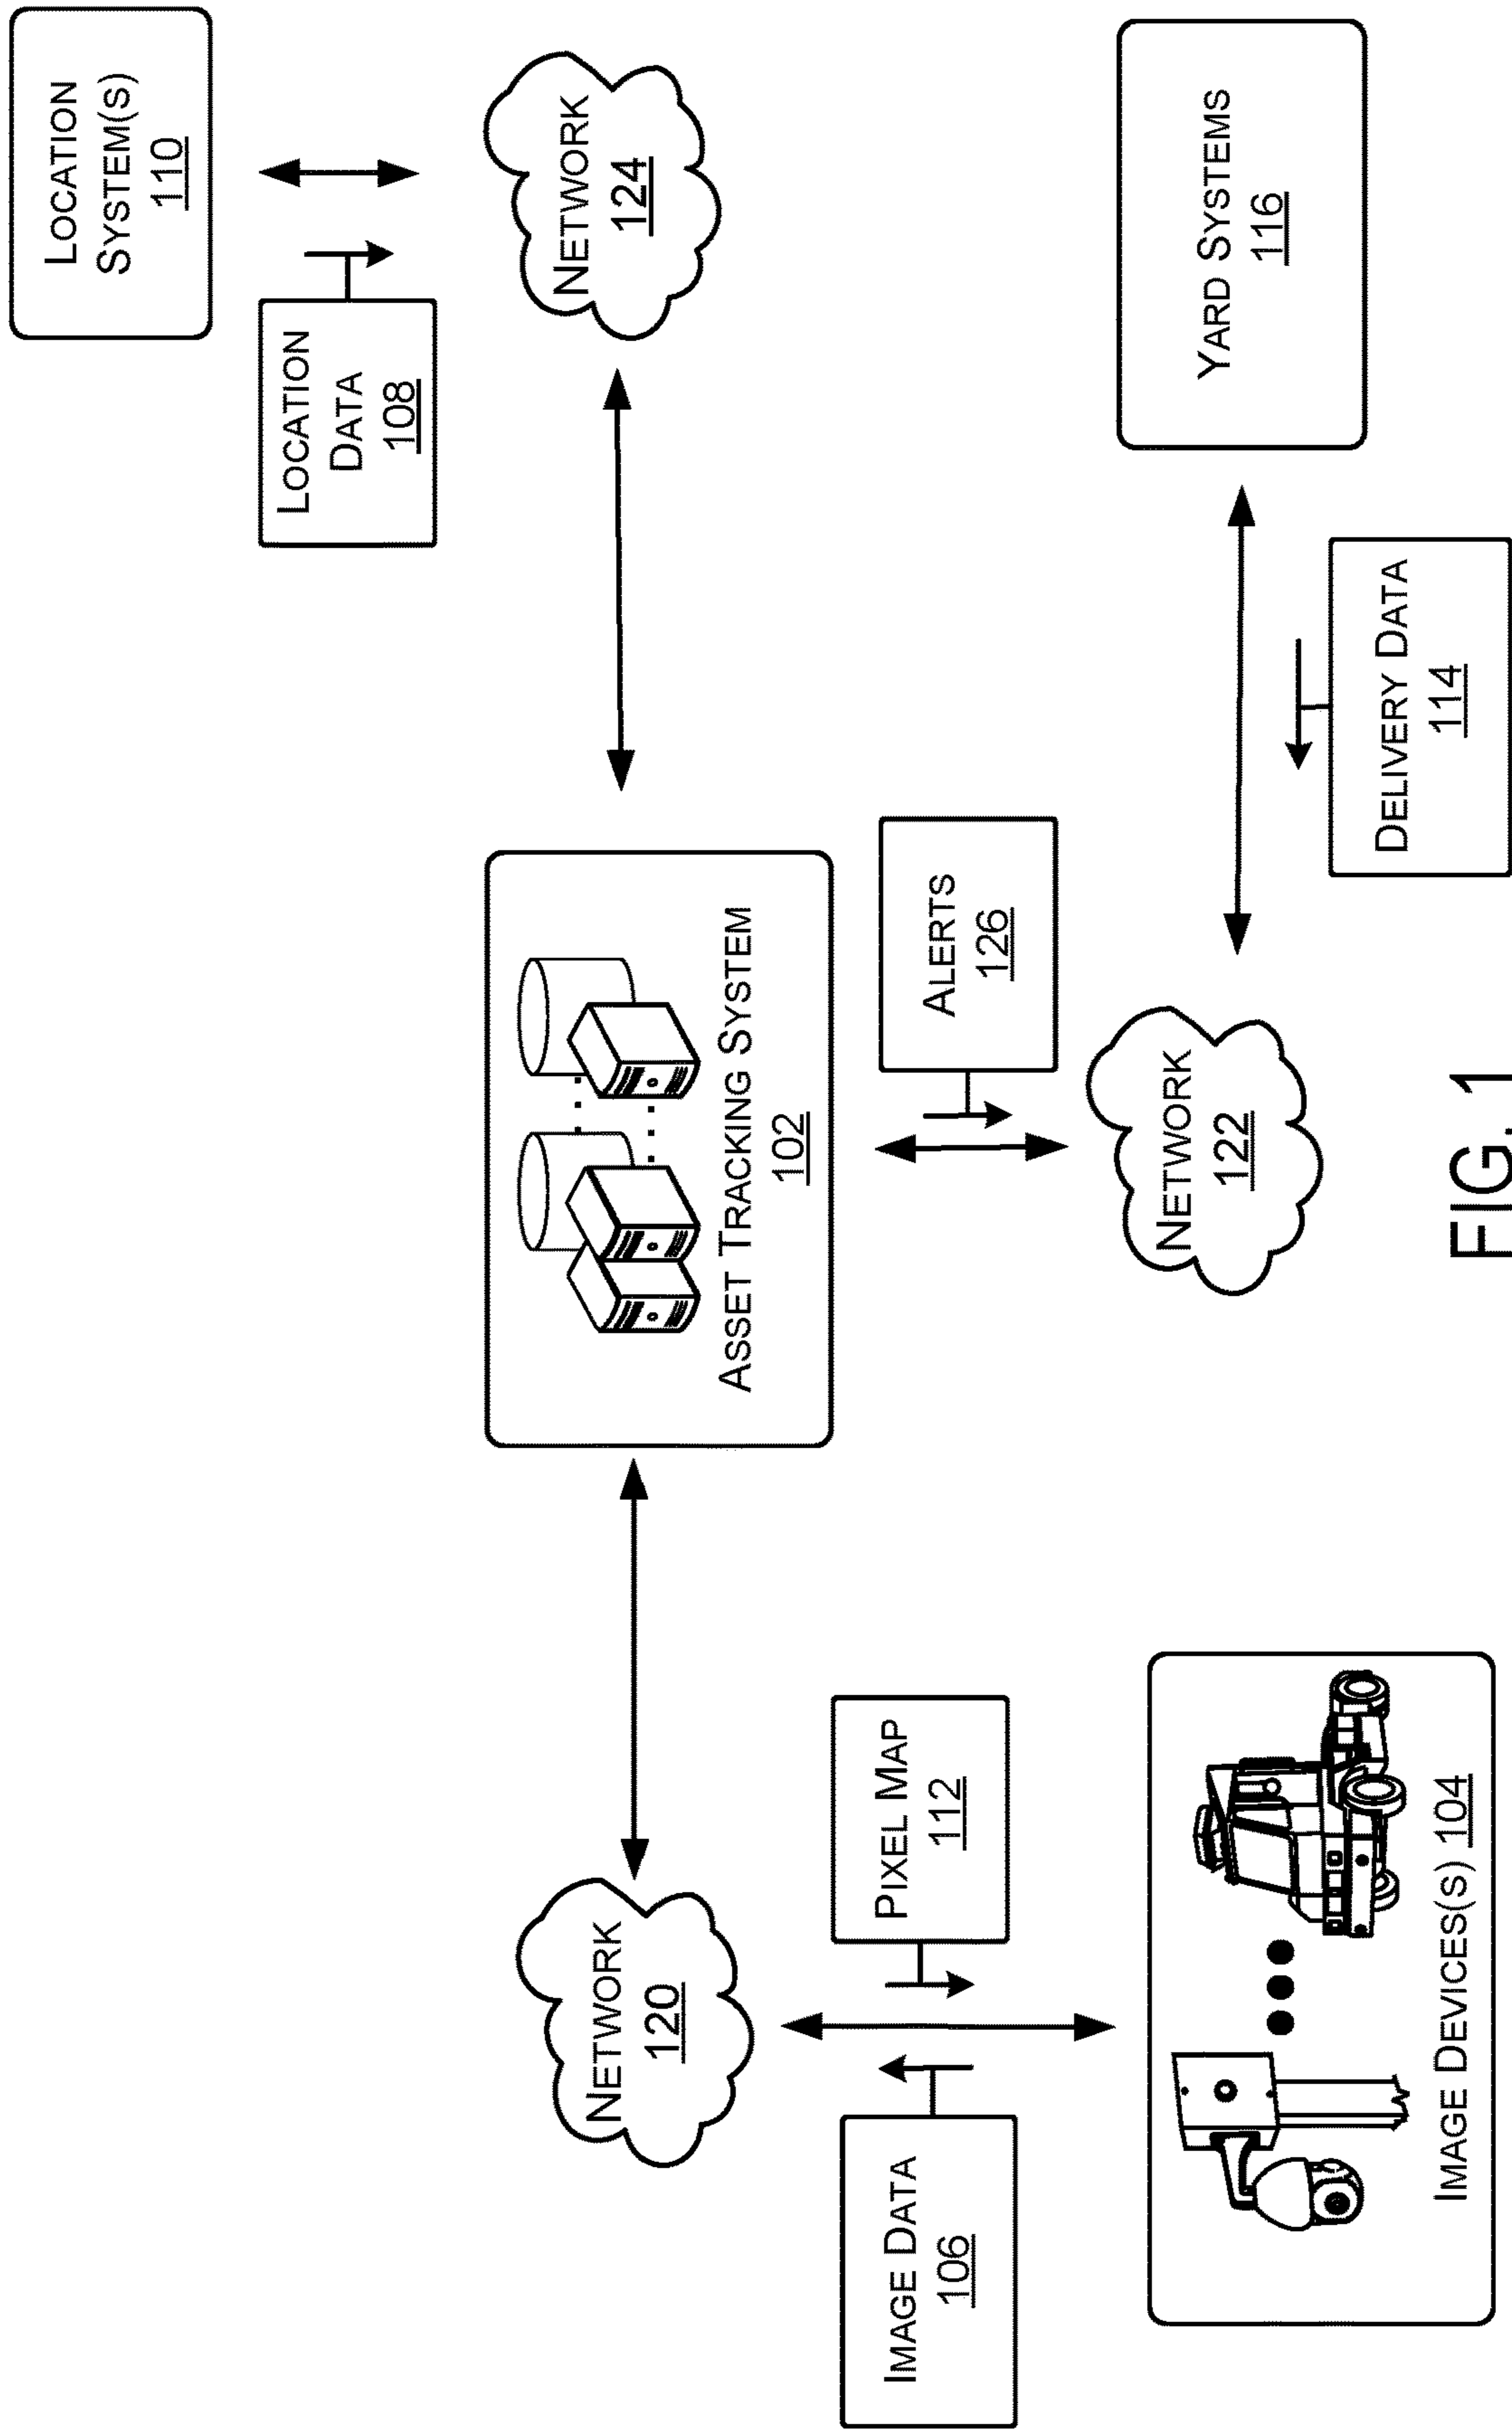 LOCATION
SYSTEM(S)
110
LOCATION
DATA
108
NETWORK
120
ASSET TRACKING SYSTEM
102
NETWORK
124
IMAGE DATA
106
PIXEL MAP
112
ALERTS
126
NETWORK
122
YARD SYSTEMS
116
IMAGE DEVICES(S) 104
DELIVERY DATA
114
FIG. 1